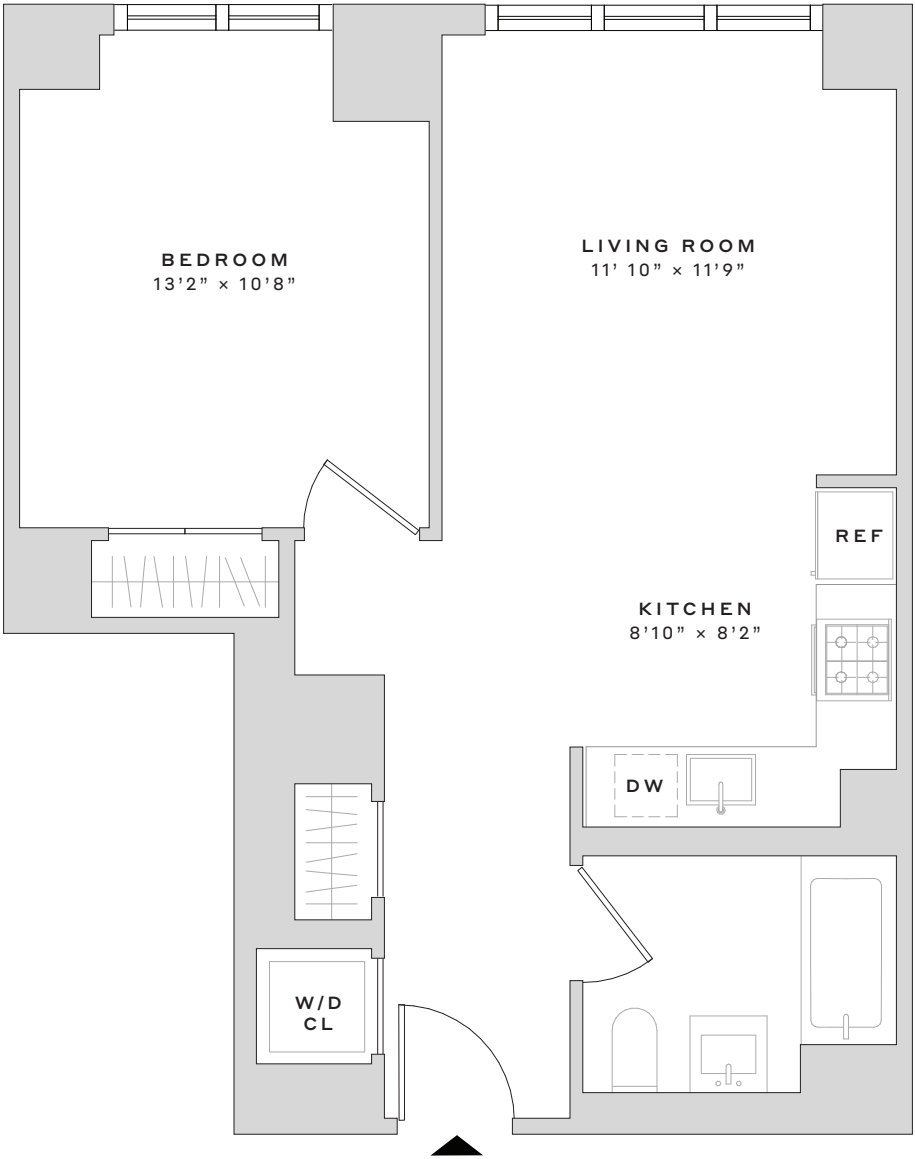 BEDROOM
13’2” × 10’8”
LIVING ROOM
11’ 10” × 11’9”
REF
KITCHEN
8’10” × 8’2”
DW
W/D
CL